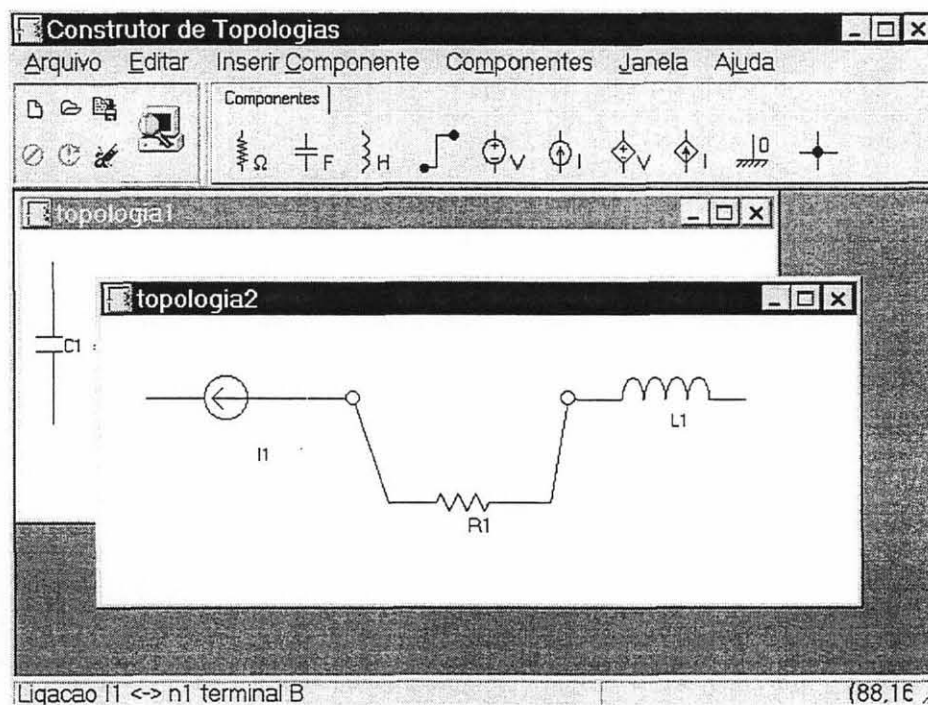 Construtor de Topologias
Arquivo Editar Inserir Componente Componentes Janela Ajuda
Componentes
Ω F H V I V I 0
topologia1
C1
topologia2
I1
R1
L1
Ligacao I1 <-> n1 terminal B (88,16